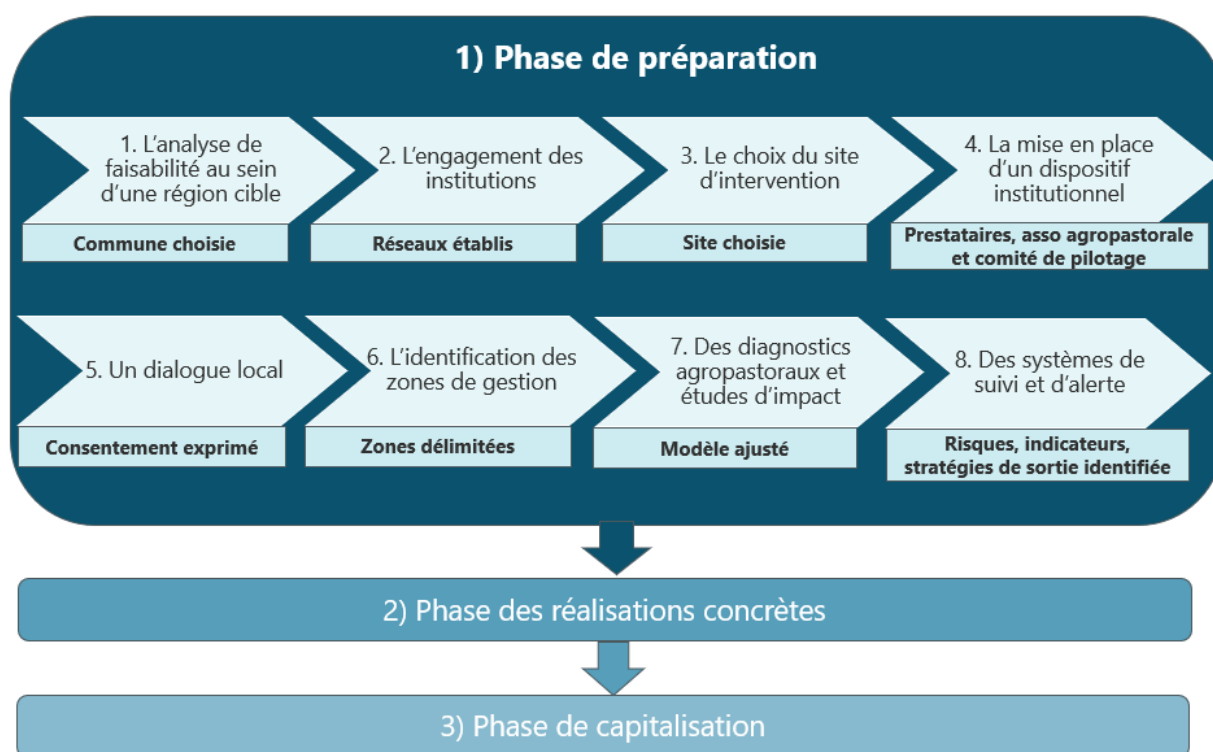 1) Phase de préparation
1. L'analyse de
faisabilité au sein
d'une région cible
Commune choisie
2. L'engagement des
institutions
Réseaux établis
3. Le choix du site
d'intervention
Site choisie
4. La mise en place
d'un dispositif
institutionnel
Prestataires, asso agropastorale
et comité de pilotage
5. Un dialogue local
Consentement exprimé
6. L'identification des
zones de gestion
Zones délimitées
7. Des diagnostics
agropastoraux et
études d'impact
Modèle ajusté
8. Des systèmes de
suivi et d'alerte
Risques, indicateurs,
stratégies de sortie identifiée
2) Phase des réalisations concrètes
3) Phase de capitalisation